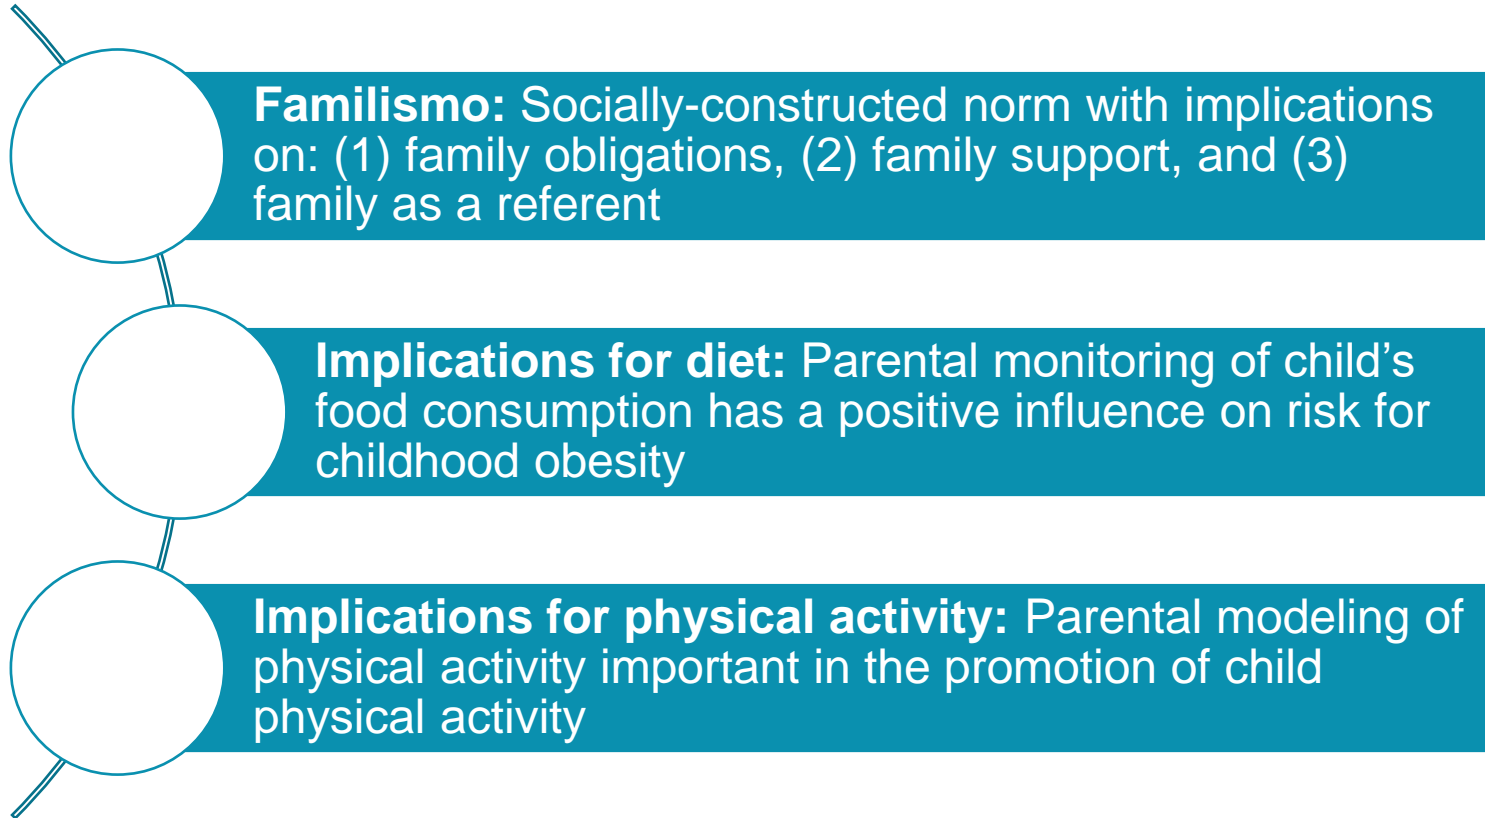 Familismo: Socially-constructed norm with implications
on: (1) family obligations, (2) family support, and (3)
family as a referent
Implications for diet: Parental monitoring of child’s
food consumption has a positive influence on risk for
childhood obesity
Implications for physical activity: Parental modeling of
physical activity important in the promotion of child
physical activity